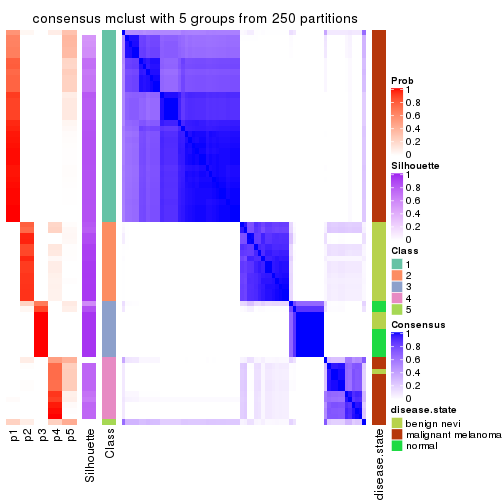 consensus mclust with 5 groups from 250 partitions
Prob
1
0.8
0.6
0.4
0.2
0
Silhouette
1
0.8
0.6
0.4
0.2
0
Class
1
2
3
4
5
Consensus
1
0.8
0.6
0.4
0.2
0
disease.state
benign nevi
malignant melanoma
normal
p1
p2
p3
p4
p5
Silhouette
Class
disease.state